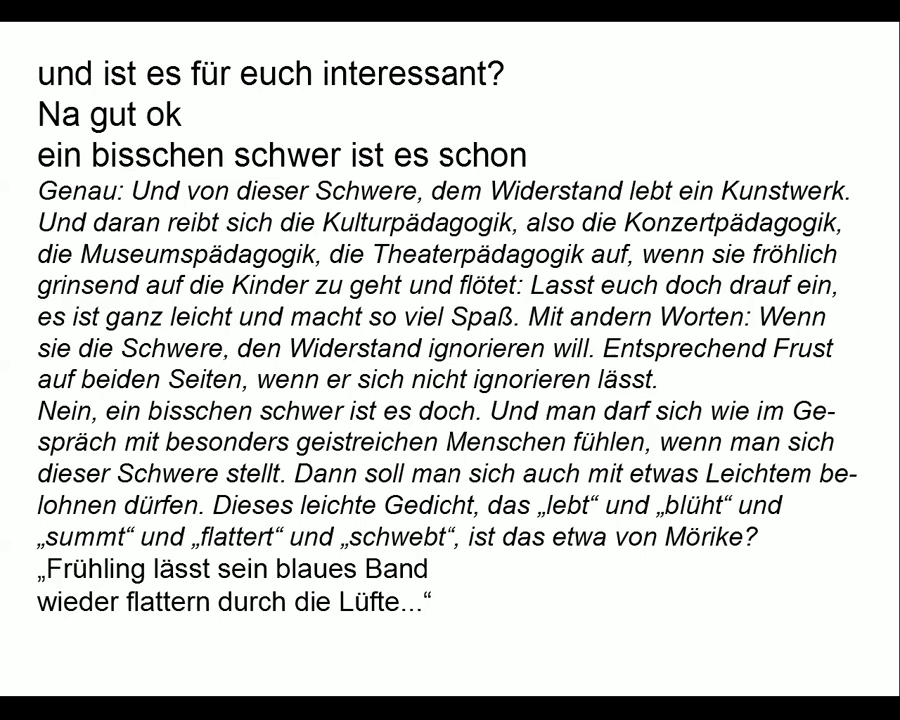 und ist es für euch interessant?
Na gut ok
ein bisschen schwer ist es schon
Genau: Und von dieser Schwere, dem Widerstand lebt ein Kunstwerk.
Und daran reibt sich die Kulturpädagogik, also die Konzertpädagogik,
die Museumspädagogik, die Theaterpädagogik auf, wenn sie fröhlich
grinsend auf die Kinder zu geht und flötet: Lasst euch doch drauf ein,
es ist ganz leicht und macht so viel Spaß. Mit andern Worten: Wenn
sie die Schwere, den Widerstand ignorieren will. Entsprechend Frust
auf beiden Seiten, wenn er sich nicht ignorieren lässt.
Nein, ein bisschen schwer ist es doch. Und man darf sich wie im Ge-
spräch mit besonders geistreichen Menschen fühlen, wenn man sich
dieser Schwere stellt. Dann soll man sich auch mit etwas Leichtem be-
lohnen dürfen. Dieses leichte Gedicht, das „lebt“ und „blüht“ und
„summt“ und „flattert“ und „schwebt“, ist das etwa von Mörike?
„Frühling lässt sein blaues Band
wieder flattern durch die Lüfte...“